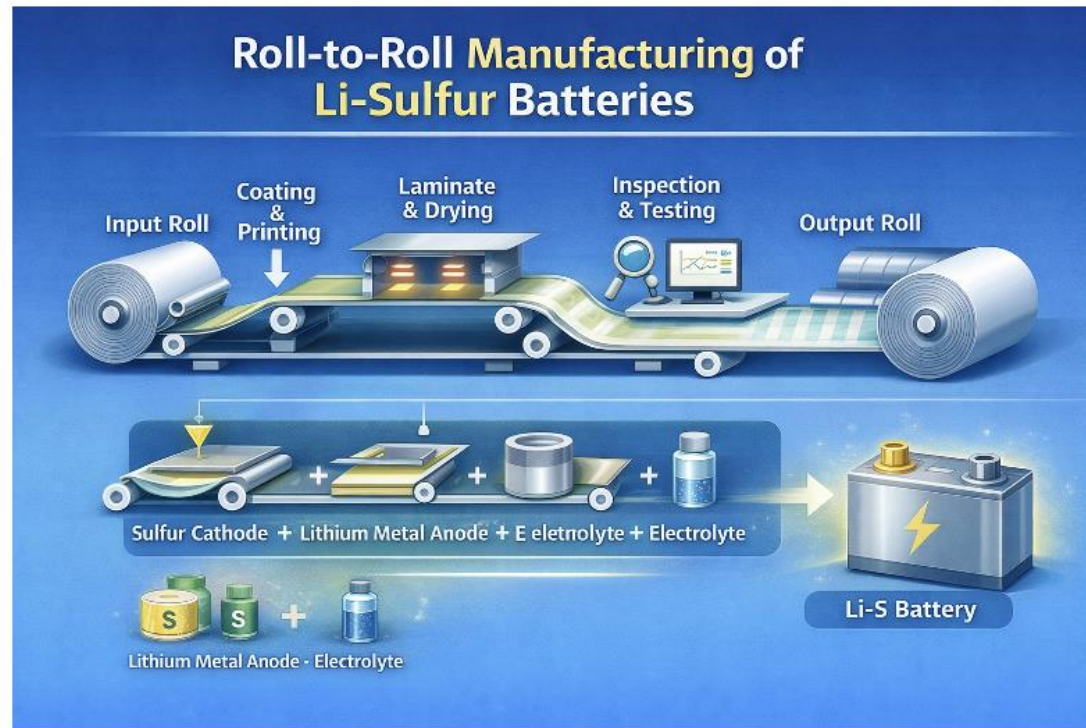 Roll-to-Roll Manufacturing of
Li-Sulfur Batteries
Input Roll
Coating
&
Printing
Laminate
& Drying
Inspection
& Testing
Output Roll
Sulfur Cathode + Lithium Metal Anode + E eletrolyte + Electrolyte
S
S
Lithium Metal Anode - Electrolyte
Li-S Battery